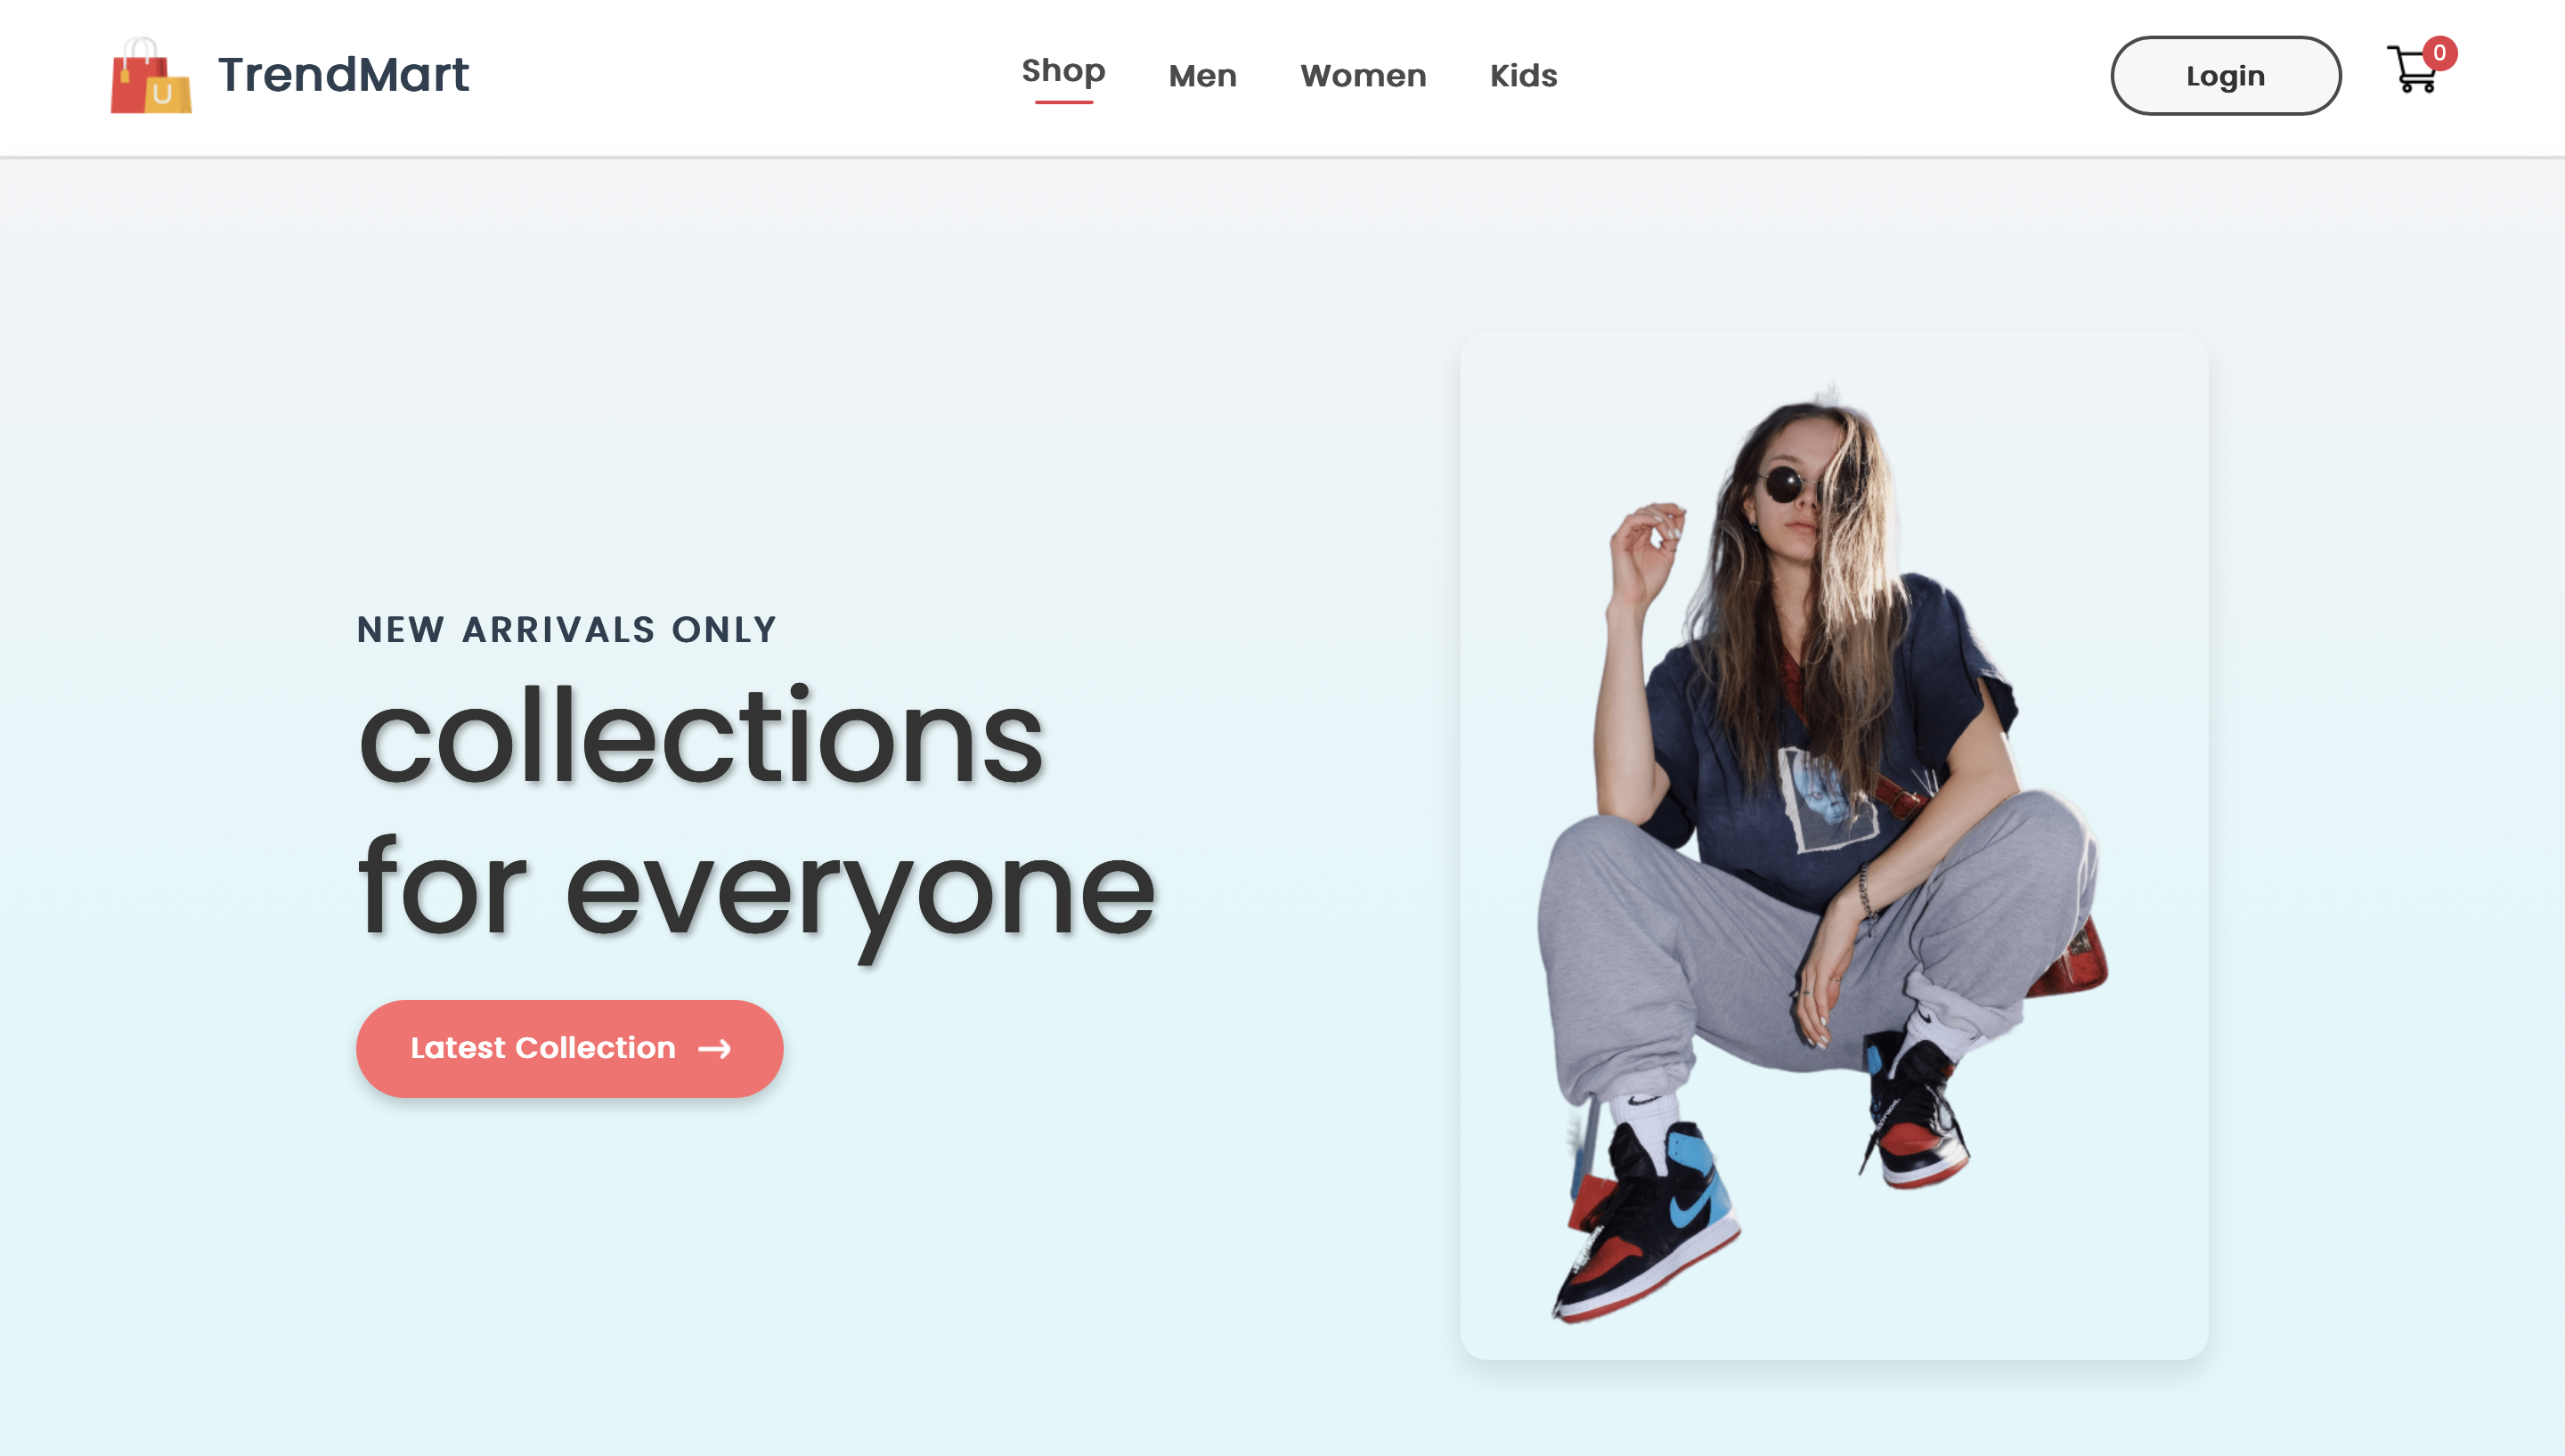 TrendMart
Shop Men Women Kids
Login
0
NEW ARRIVALS ONLY
collections
for everyone
Latest Collection →